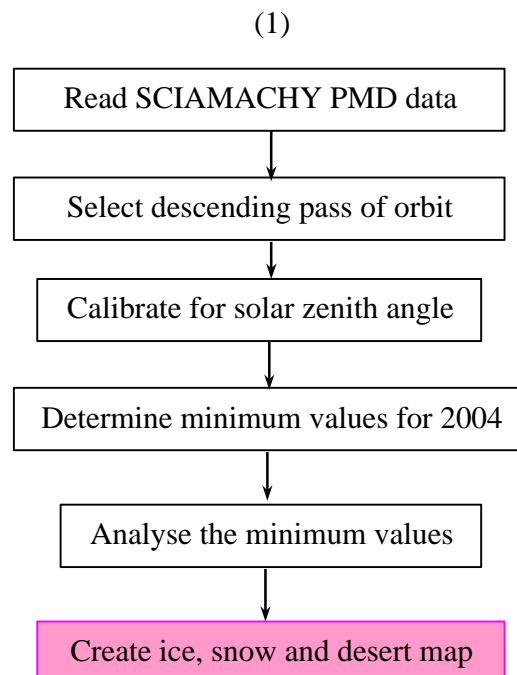 (1)
Read SCIAMACHY PMD data
Select descending pass of orbit
Calibrate for solar zenith angle
Determine minimum values for 2004
Analyse the minimum values
Create ice, snow and desert map